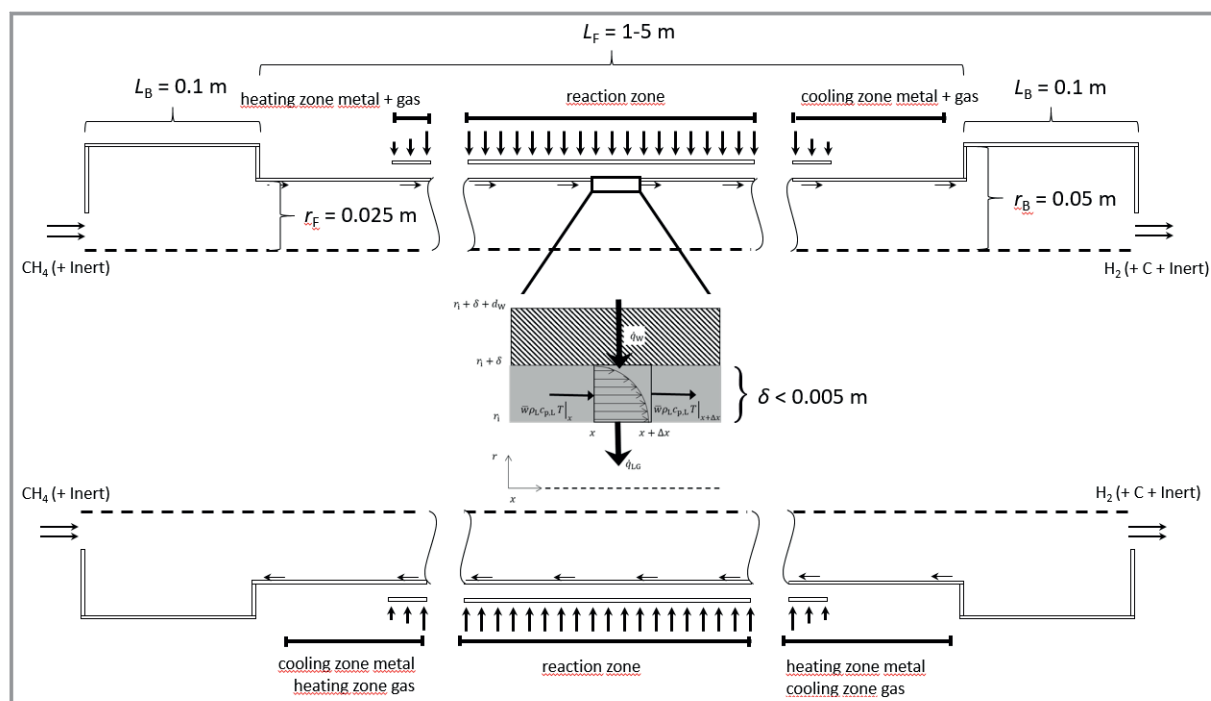 L_F = 1-5 m
L_B = 0.1 m
heating zone metal + gas
reaction zone
cooling zone metal + gas
L_B = 0.1 m
r_F = 0.025 m
r_B = 0.05 m
CH₄ (+ Inert)
H₂ (+ C + Inert)
r_i + δ + d_W
q̇_W
r_i + δ
w̅ρ_L c_p,L T|_x
w̅ρ_L c_p,L T|_x+Δx
δ < 0.005 m
r_i
x
x + Δx
r
q̇_LG
x
CH₄ (+ Inert)
H₂ (+ C + Inert)
cooling zone metal
heating zone gas
reaction zone
heating zone metal
cooling zone gas